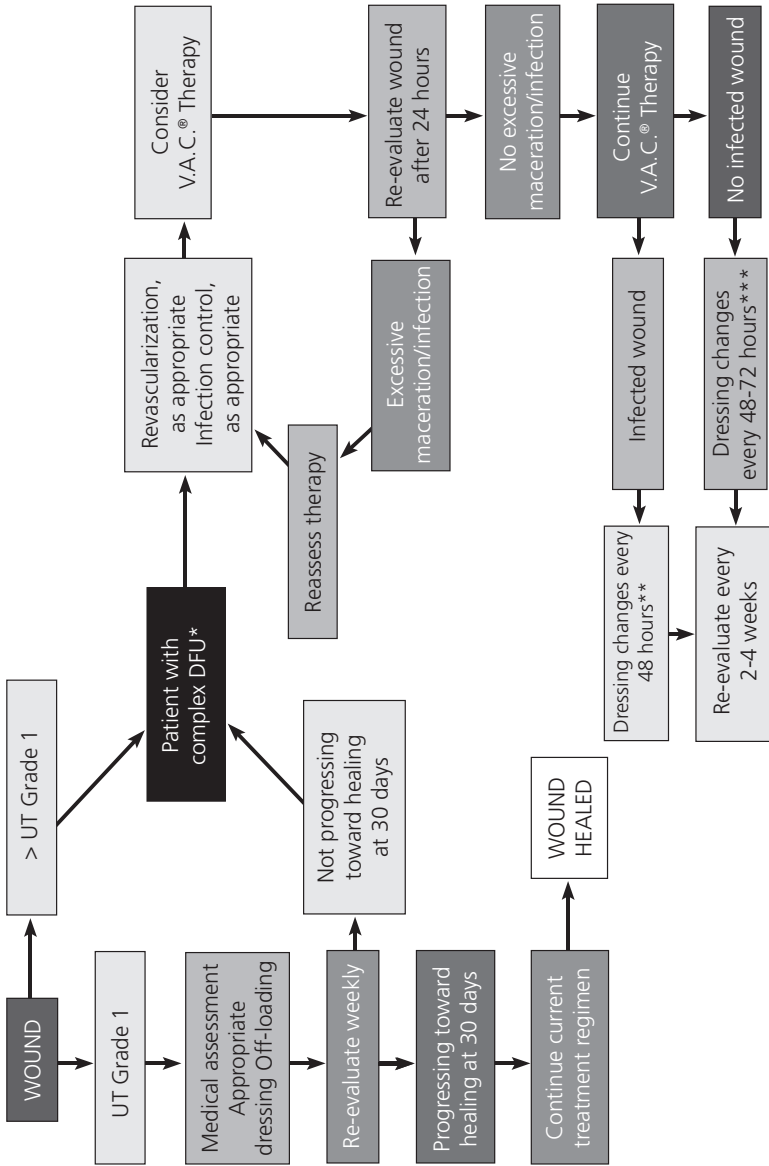 WOUND
> UT Grade 1
UT Grade 1
Medical assessment
Appropriate
dressing Off-loading
Re-evaluate weekly
Progressing toward
healing at 30 days
Continue current
treatment regimen
WOUND
HEALED
Not progressing
toward healing
at 30 days
Patient with
complex DFU*
Revascularization,
as appropriate
Infection control,
as appropriate
Consider
V.A.C.® Therapy
Reassess therapy
Excessive
maceration/infection
Re-evaluate wound
after 24 hours
No excessive
maceration/infection
Continue
V.A.C.® Therapy
Infected wound
Dressing changes every
48 hours**
No infected wound
Dressing changes
every 48-72 hours***
Re-evaluate every
2-4 weeks